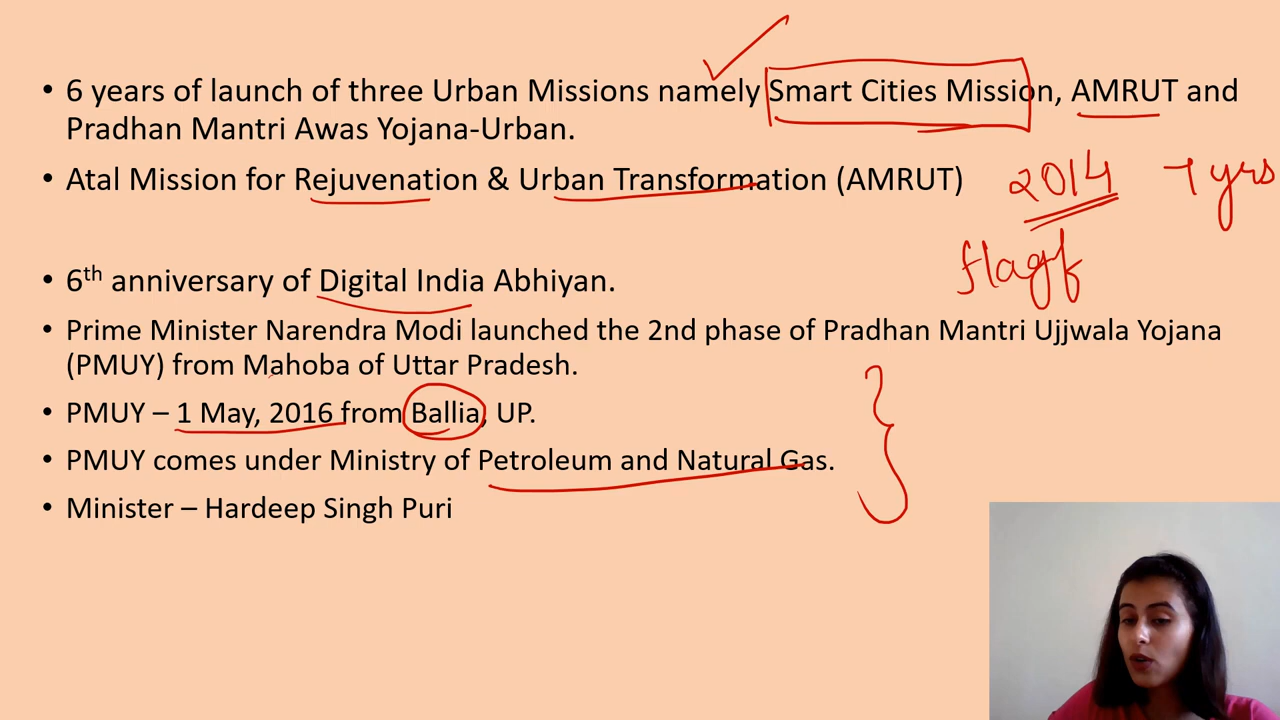 • 6 years of launch of three Urban Missions namely Smart Cities Mission, AMRUT and
Pradhan Mantri Awas Yojana-Urban.
• Atal Mission for Rejuvenation & Urban Transformation (AMRUT)
2014 7 yrs
flagf
• 6th anniversary of Digital India Abhiyan.
• Prime Minister Narendra Modi launched the 2nd phase of Pradhan Mantri Ujjwala Yojana
(PMUY) from Mahoba of Uttar Pradesh.
• PMUY – 1 May, 2016 from Ballia, UP.
• PMUY comes under Ministry of Petroleum and Natural Gas.
• Minister – Hardeep Singh Puri